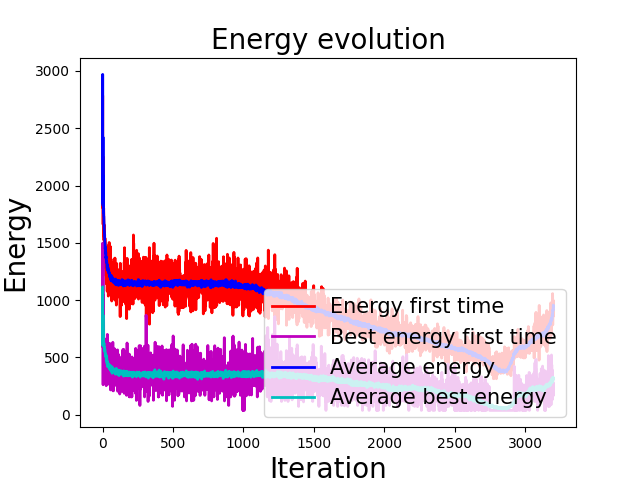 Energy evolution
Energy
3000
2500
2000
1500
1000
500
0
Energy first time
Best energy first time
Average energy
Average best energy
0 500 1000 1500 2000 2500 3000
Iteration